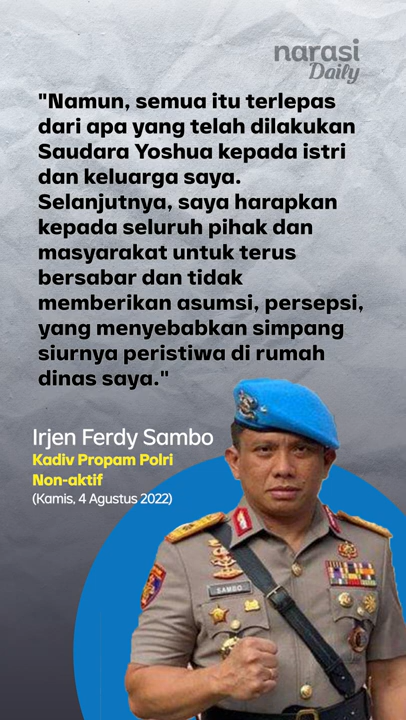 narasi
Daily
"Namun, semua itu terlepas
dari apa yang telah dilakukan
Saudara Yoshua kepada istri
dan keluarga saya.
Selanjutnya, saya harapkan
kepada seluruh pihak dan
masyarakat untuk terus
bersabar dan tidak
memberikan asumsi, persepsi,
yang menyebabkan simpang
siurnya peristiwa di rumah
dinas saya."
Irjen Ferdy Sambo
Kadiv Propam Polri
Non-aktif
(Kamis, 4 Agustus 2022)
SAMBO